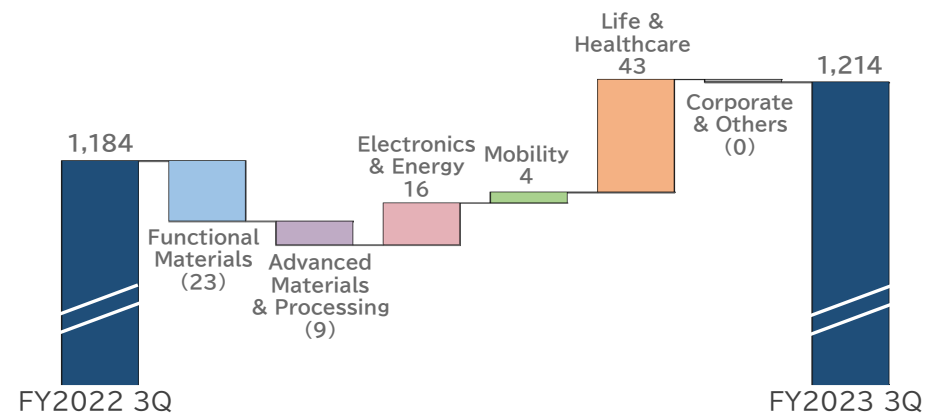 1,184
Functional
Materials
(23)
Advanced
Materials
& Processing
(9)
Electronics
& Energy
16
Mobility
4
Life &
Healthcare
43
Corporate
& Others
(0)
1,214
FY2022 3Q
FY2023 3Q